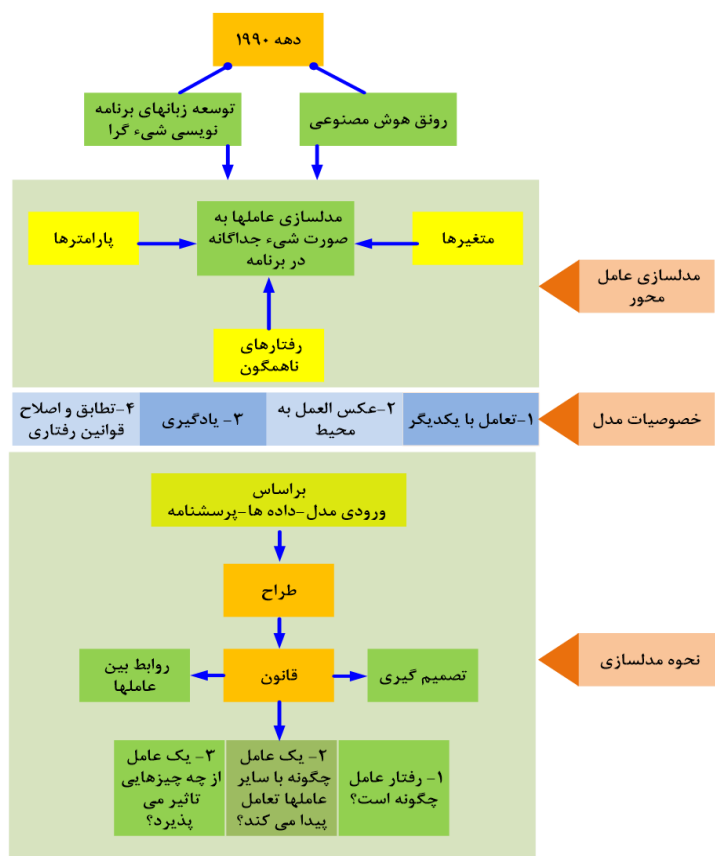 دهه ۱۹۹۰
رونق هوش مصنوعی
توسعه زبانهای برنامه
نویسی شیء گرا
متغیرها
مدلسازی عاملها به
صورت شیء جداگانه
در برنامه
پارامترها
رفتارهای
ناهمگون
مدلسازی عامل
محور
خصوصیات مدل
۱-تعامل با یکدیگر
۲-عکس العمل به
محیط
۳- یادگیری
۴-تطابق و اصلاح
قوانین رفتاری
براساس
ورودی مدل-داده ها-پرسشنامه
طراح
نحوه مدلسازی
تصمیم گیری
قانون
روابط بین
عاملها
۱- رفتار عامل
چگونه است؟
۲- یک عامل
چگونه با سایر
عاملها تعامل
پیدا می کند؟
۳- یک عامل
از چه چیزهایی
تاثیر می
پذیرد؟